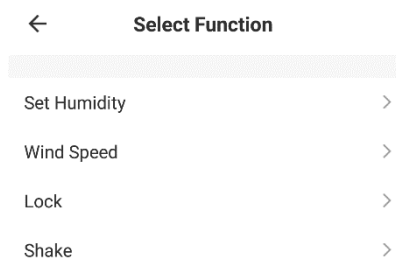 Select Function
Set Humidity
Wind Speed
Lock
Shake